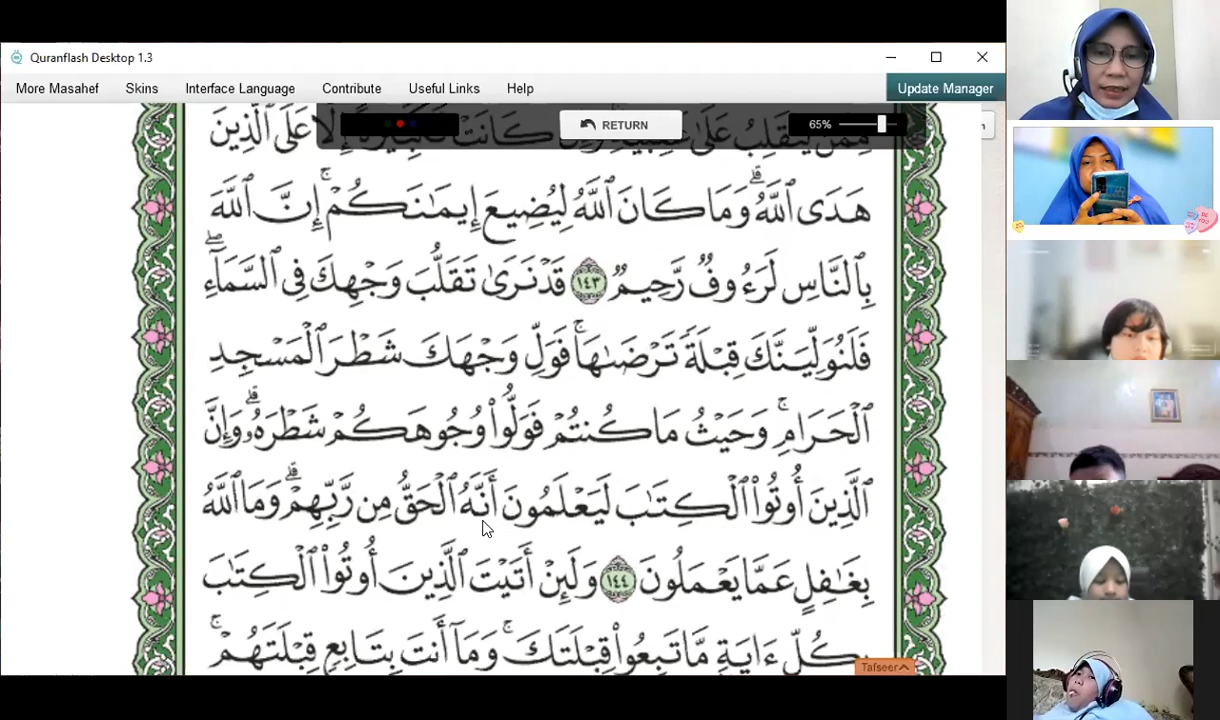 Quranflash Desktop 1.3
More Masahef Skins Interface Language Contribute Useful Links Help Update Manager
RETURN 65%
عَلَى ٱلَّذِينَ
هَدَى ٱللَّهُ ۗ وَمَا كَانَ ٱللَّهُ لِيُضِيعَ إِيمَـٰنَكُمْ ۚ إِنَّ ٱللَّهَ
بِٱلنَّاسِ لَرَءُوفٌ رَّحِيمٌ ١٤٣ قَدْ نَرَىٰ تَقَلُّبَ وَجْهِكَ فِى ٱلسَّمَآءِ ۖ
فَلَنُوَلِّيَنَّكَ قِبْلَةً تَرْضَىٰهَا ۚ فَوَلِّ وَجْهَكَ شَطْرَ ٱلْمَسْجِدِ
ٱلْحَرَامِ ۚ وَحَيْثُ مَا كُنتُمْ فَوَلُّوا۟ وُجُوهَكُمْ شَطْرَهُۥ ۗ وَإِنَّ
ٱلَّذِينَ أُوتُوا۟ ٱلْكِتَـٰبَ لَيَعْلَمُونَ أَنَّهُ ٱلْحَقُّ مِن رَّبِّهِمْ ۗ وَمَا ٱللَّهُ
بِغَـٰفِلٍ عَمَّا يَعْمَلُونَ ١٤٤ وَلَئِنْ أَتَيْتَ ٱلَّذِينَ أُوتُوا۟ ٱلْكِتَـٰبَ
بِكُلِّ ءَايَةٍ مَّا تَبِعُوا۟ قِبْلَتَكَ ۚ وَمَآ أَنتَ بِتَابِعٍ قِبْلَتَهُمْ ۚ
Tafseer